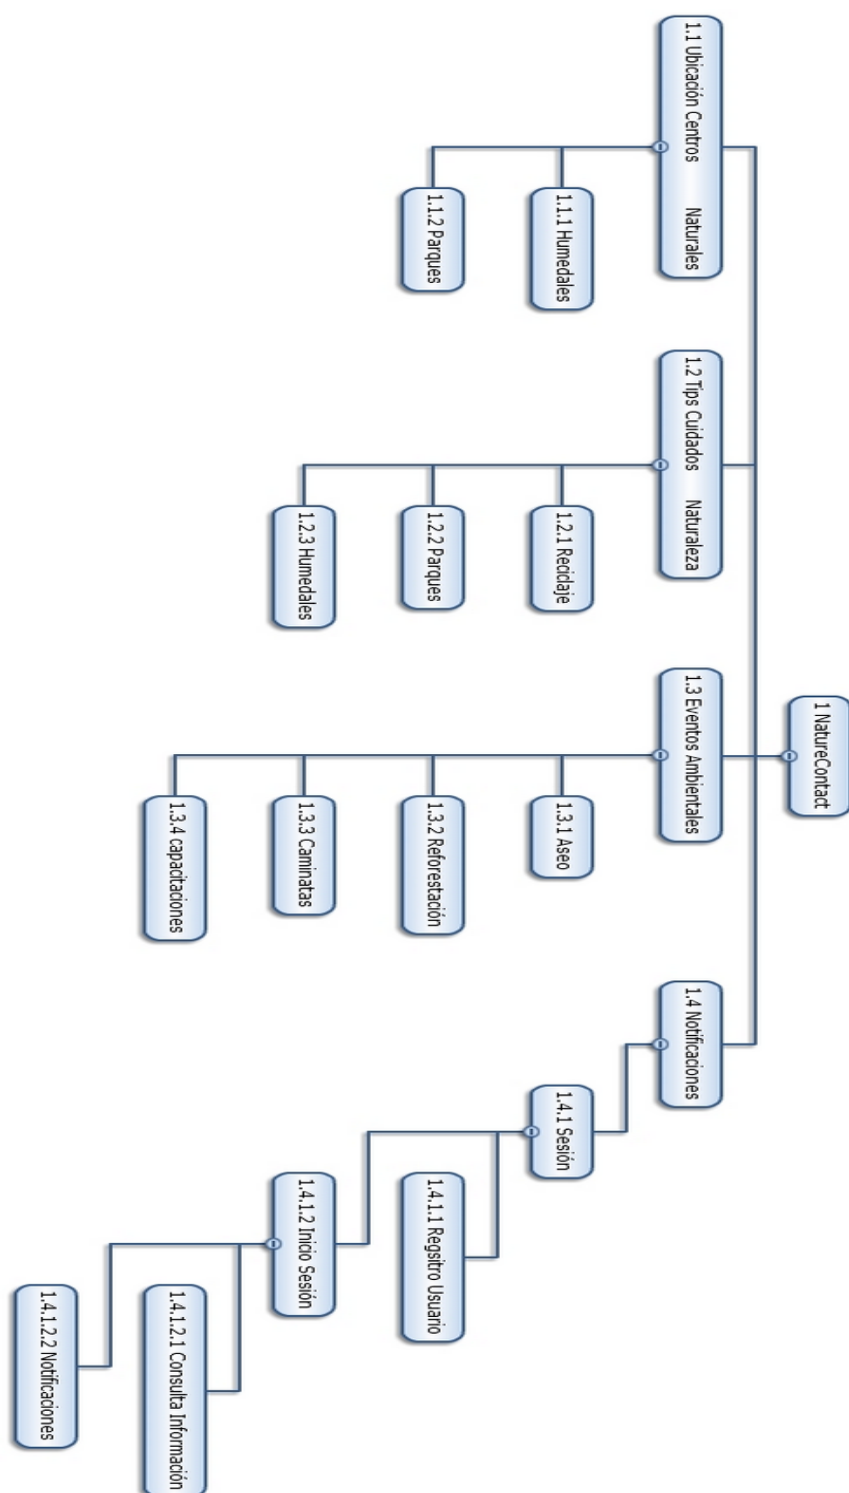 1 NatureContact
1.1 Ubicación Centros Naturales
1.1.1 Humedales
1.1.2 Parques
1.2 Tips Cuidados Naturaleza
1.2.1 Reciclaje
1.2.2 Parques
1.2.3 Humedales
1.3 Eventos Ambientales
1.3.1 Aseo
1.3.2 Reforestación
1.3.3 Caminatas
1.3.4 capacitaciones
1.4 Notificaciones
1.4.1 Sesión
1.4.1.1 Regsitro Usuario
1.4.1.2 Inicio Sesión
1.4.1.2.1 Consulta Información
1.4.1.2.2 Notificaciones